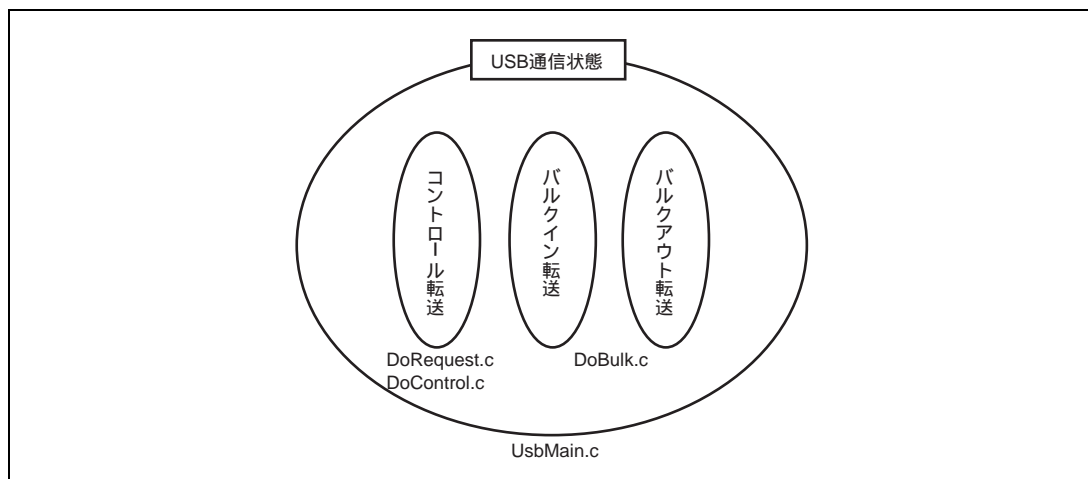 USB通信状態
コントロール転送
バルクイン転送
バルクアウト転送
DoRequest.c
DoControl.c
DoBulk.c
UsbMain.c